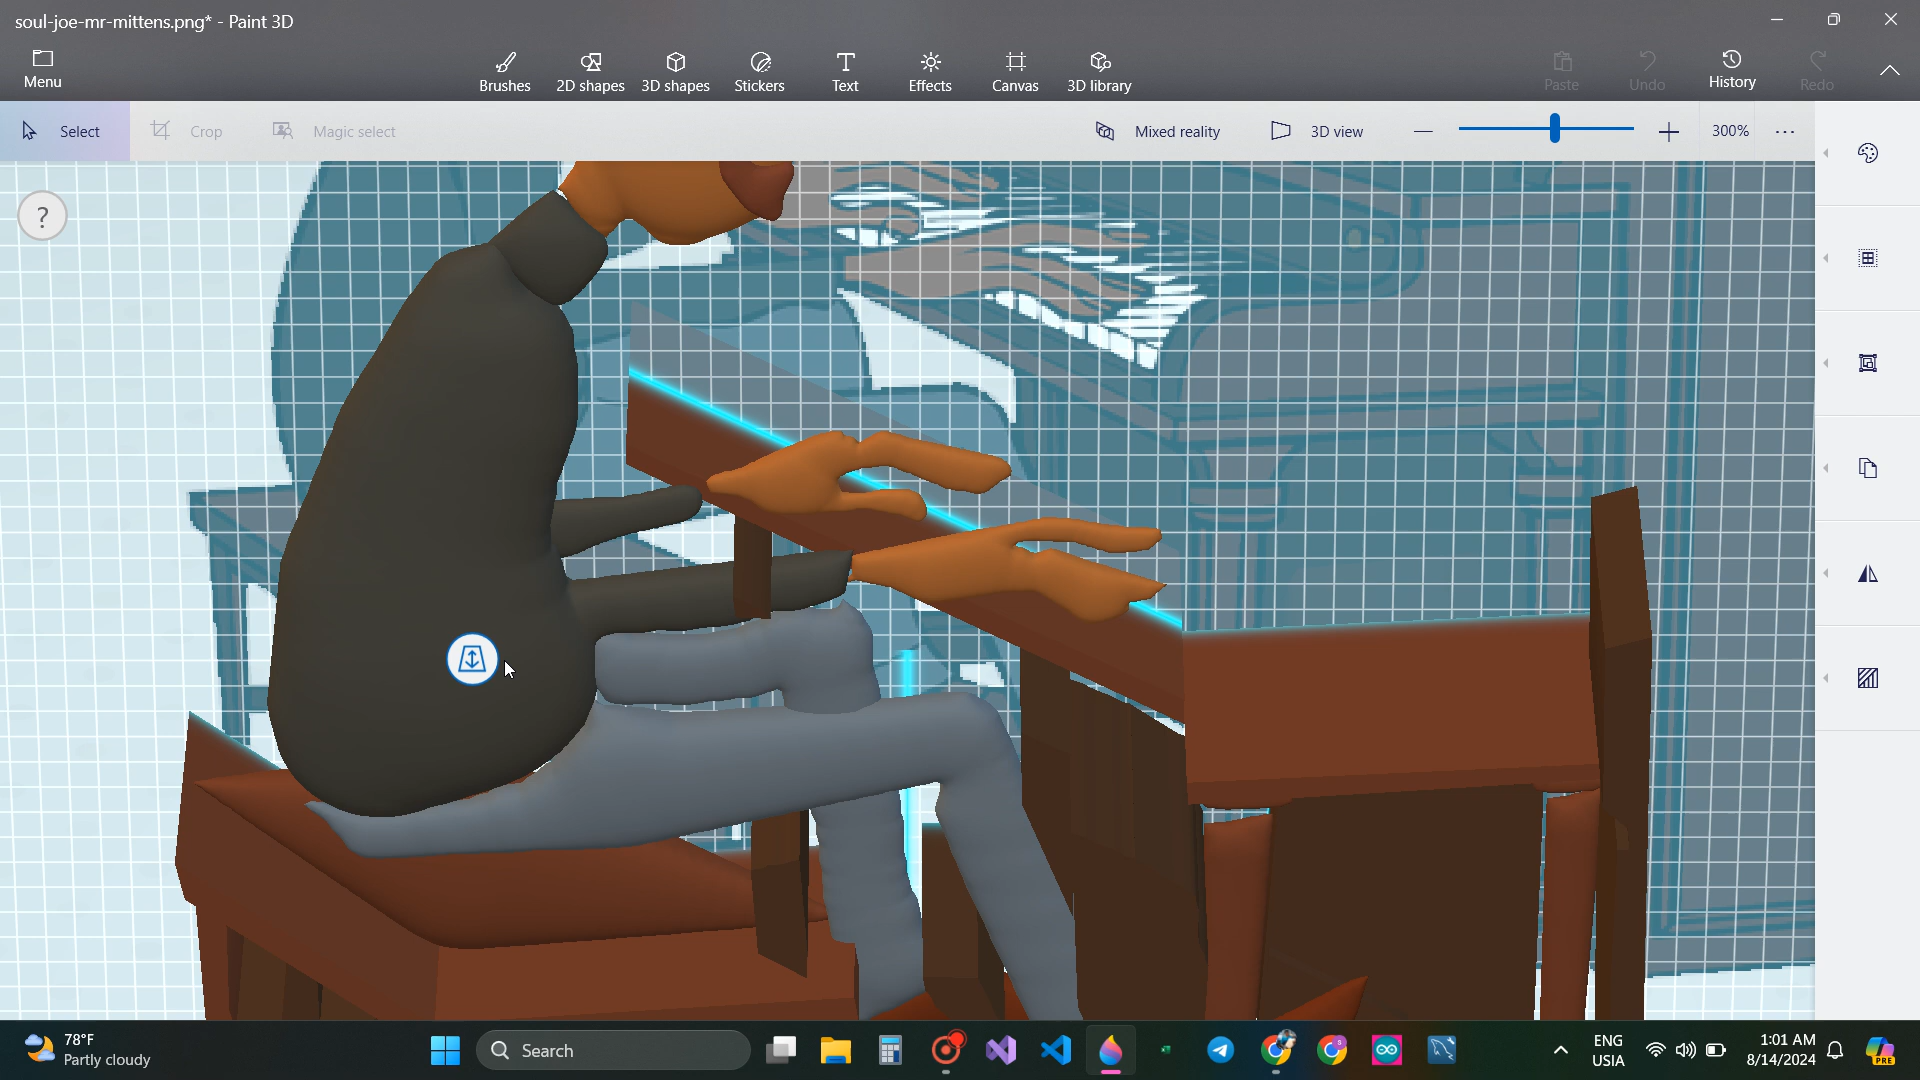 soul-joe-mr-mittens.png* - Paint 3D
Menu
Brushes
2D shapes
3D shapes
Stickers
Text
Effects
Canvas
3D library
Paste
Undo
History
Redo
Select
Crop
Magic select
Mixed reality
3D view
300%
?
78°F
Partly cloudy
Search
ENG
USIA
1:01 AM
8/14/2024
PRE